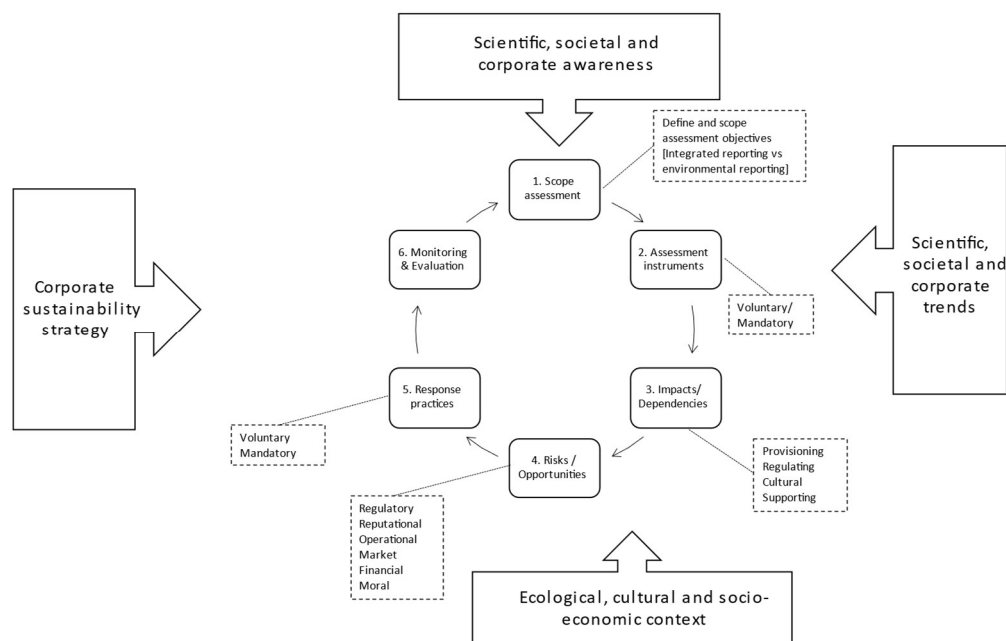 Scientific, societal and
corporate awareness
Define and scope
assessment objectives
[Integrated reporting vs
environmental reporting]
1. Scope
assessment
6. Monitoring
& Evaluation
2. Assessment
instruments
Scientific,
societal and
corporate
trends
Corporate
sustainability
strategy
Voluntary/
Mandatory
5. Response
practices
3. Impacts/
Dependencies
Voluntary
Mandatory
4. Risks /
Opportunities
Provisioning
Regulating
Cultural
Supporting
Regulatory
Reputational
Operational
Market
Financial
Moral
Ecological, cultural and socio-
economic context